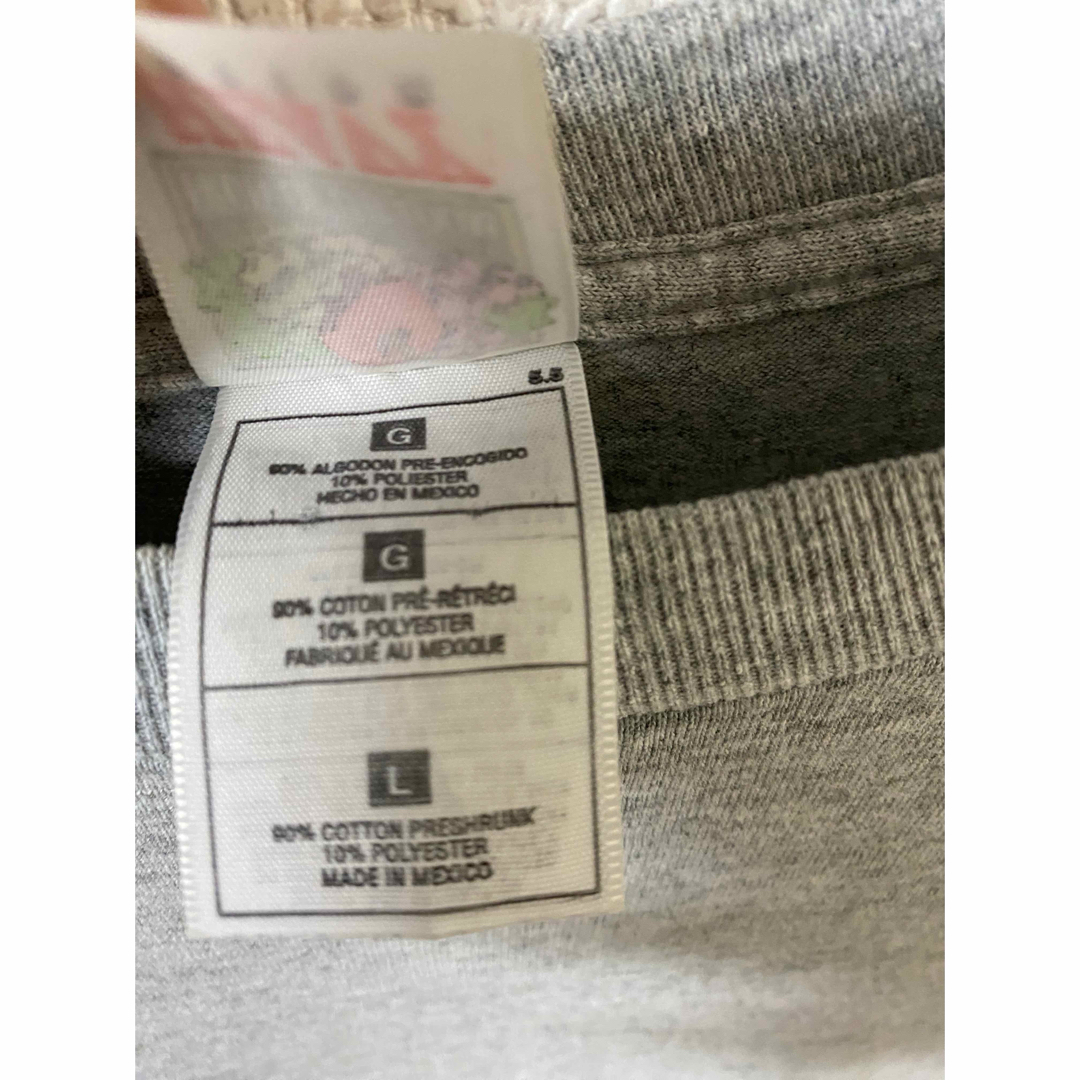 5.5
G
90% ALGODON PRE-ENCOGIDO
10% POLIESTER
HECHO EN MEXICO
G
90% COTON PRÉ-RÉTRÉCI
10% POLYESTER
FABRIQUÉ AU MEXIQUE
L
90% COTTON PRESHRUNK
10% POLYESTER
MADE IN MEXICO